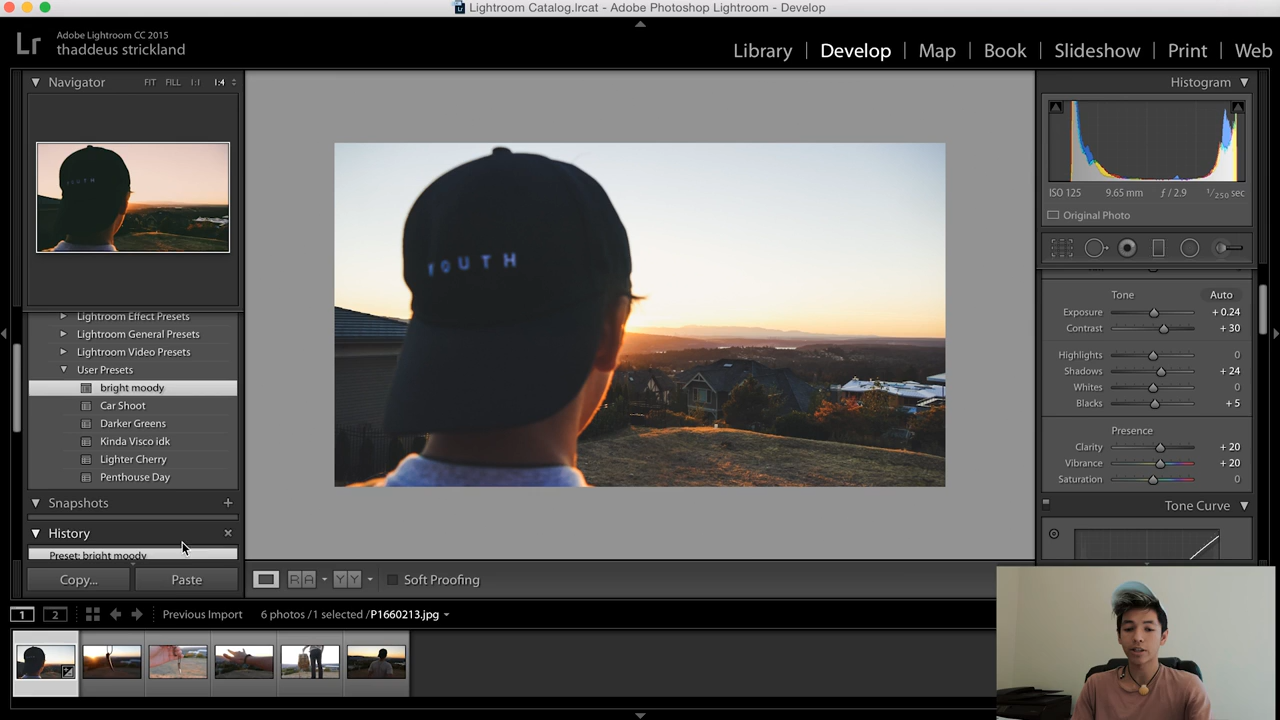 Lightroom Catalog.lrcat - Adobe Photoshop Lightroom - Develop
Lr
Adobe Lightroom CC 2015
thaddeus strickland
Library | Develop | Map | Book | Slideshow | Print | Web
Navigator FIT FILL 1:1 1:4
Histogram
YOUTH
ISO 125 9.65 mm ƒ / 2.9 1/250 sec
Original Photo
Lightroom Effect Presets
Lightroom General Presets
Lightroom Video Presets
User Presets
bright moody
Car Shoot
Darker Greens
Kinda Visco idk
Lighter Cherry
Penthouse Day
Snapshots +
History ×
Preset: bright moody
Copy... Paste
YOUTH
Tone Auto
Exposure + 0.24
Contrast + 30
Highlights 0
Shadows + 24
Whites 0
Blacks + 5
Presence
Clarity + 20
Vibrance + 20
Saturation 0
Tone Curve
R A Y Y Soft Proofing
1 2 Previous Import 6 photos / 1 selected / P1660213.jpg